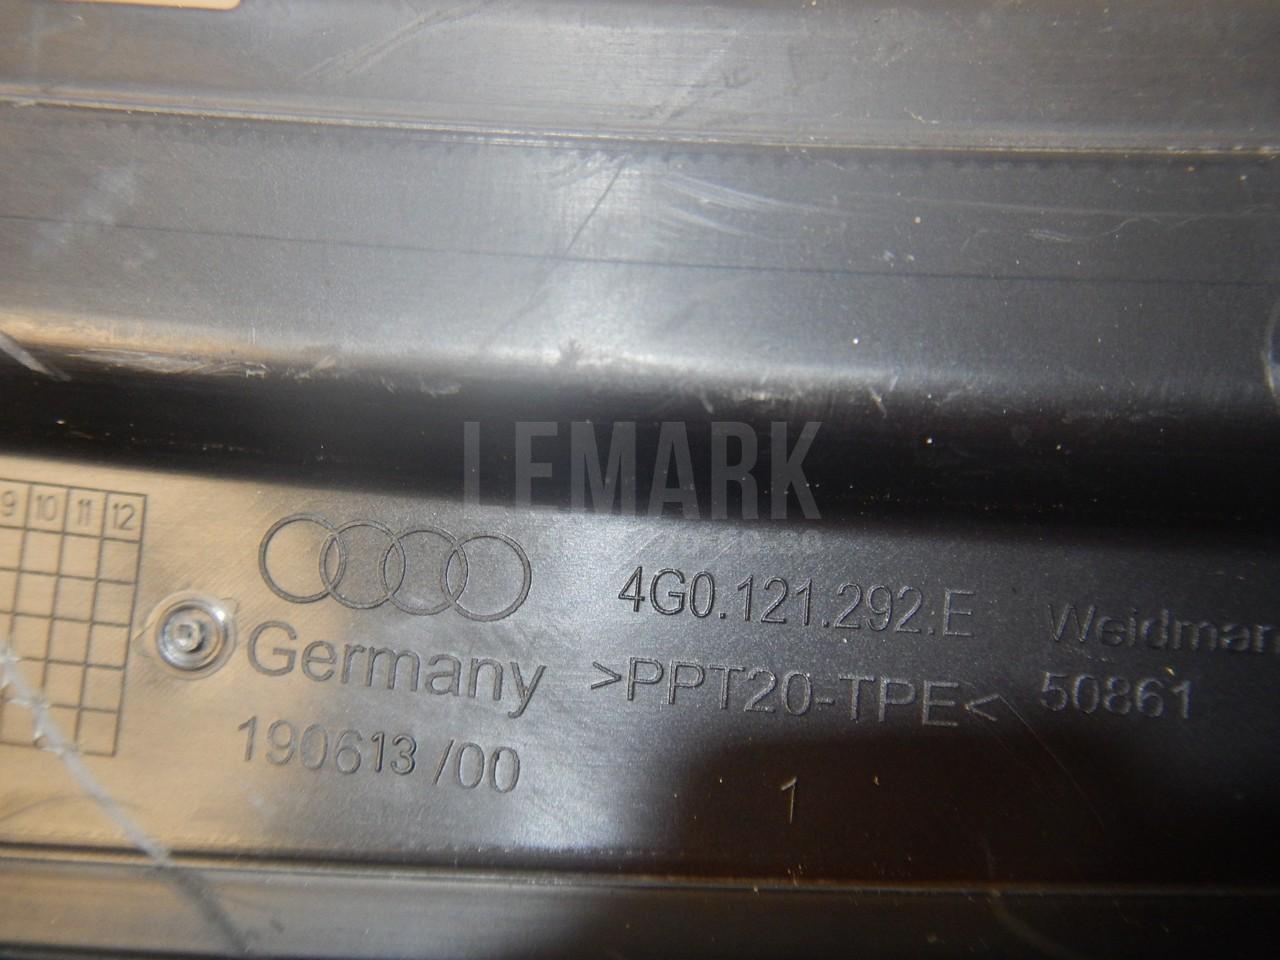 LEMARK
9 10 11 12
4G0.121.292.E
Germany
>PPT20-TPE<
50861
190613 /00
1